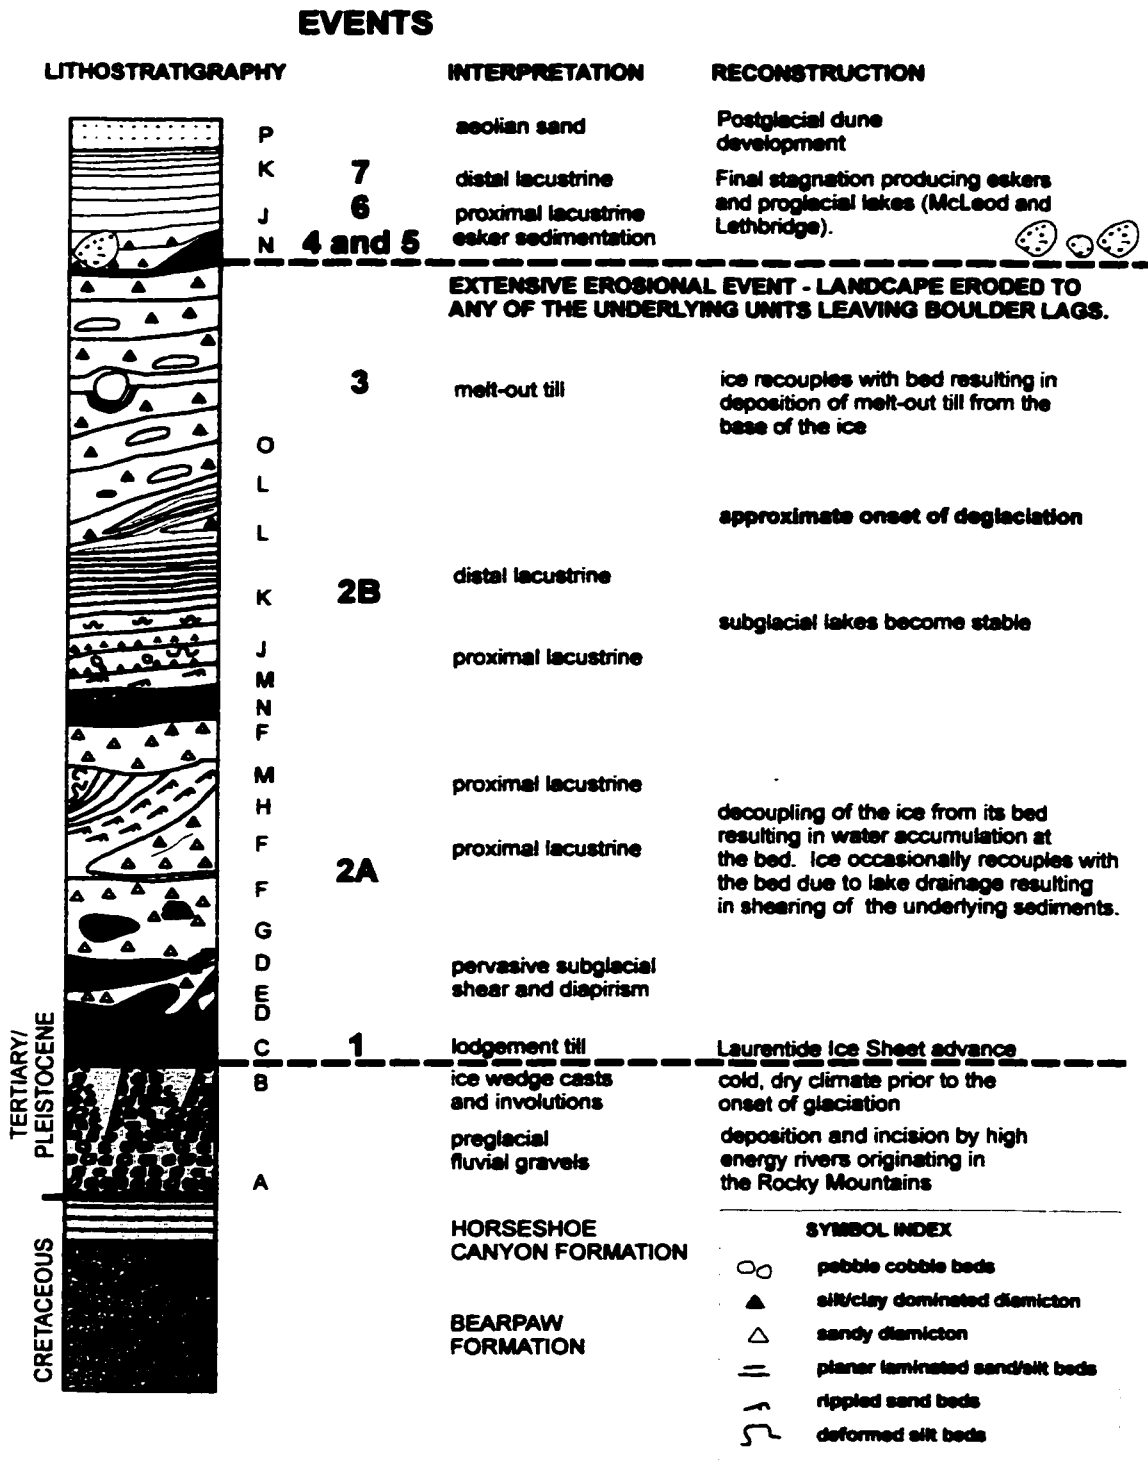 EVENTS
LITHOSTRATIGRAPHY INTERPRETATION RECONSTRUCTION
P aeolian sand Postglacial dune
development
K 7 distal lacustrine Final stagnation producing eskers
J 6 proximal lacustrine and proglacial lakes (McLeod and
N 4 and 5 esker sedimentation Lethbridge).
EXTENSIVE EROSIONAL EVENT - LANDSCAPE ERODED TO
ANY OF THE UNDERLYING UNITS LEAVING BOULDER LAGS.
3 melt-out till ice recouples with bed resulting in
deposition of melt-out till from the
base of the ice
O
L
approximate onset of deglaciation
L
distal lacustrine
K 2B
subglacial lakes become stable
J proximal lacustrine
M
N
F
M proximal lacustrine
H decoupling of the ice from its bed
resulting in water accumulation at
F proximal lacustrine the bed. Ice occasionally recouples with
2A the bed due to lake drainage resulting
F in shearing of the underlying sediments.
G
D pervasive subglacial
E shear and diapirism
D
C 1 lodgement till Laurentide Ice Sheet advance
B ice wedge casts cold, dry climate prior to the
and involutions onset of glaciation
preglacial deposition and incision by high
fluvial gravels energy rivers originating in
A the Rocky Mountains
TERTIARY/
PLEISTOCENE
CRETACEOUS
HORSESHOE
CANYON FORMATION
BEARPAW
FORMATION
SYMBOL INDEX
pebble cobble beds
silt/clay dominated diamicton
sandy diamicton
planar laminated sand/silt beds
rippled sand beds
deformed silt beds